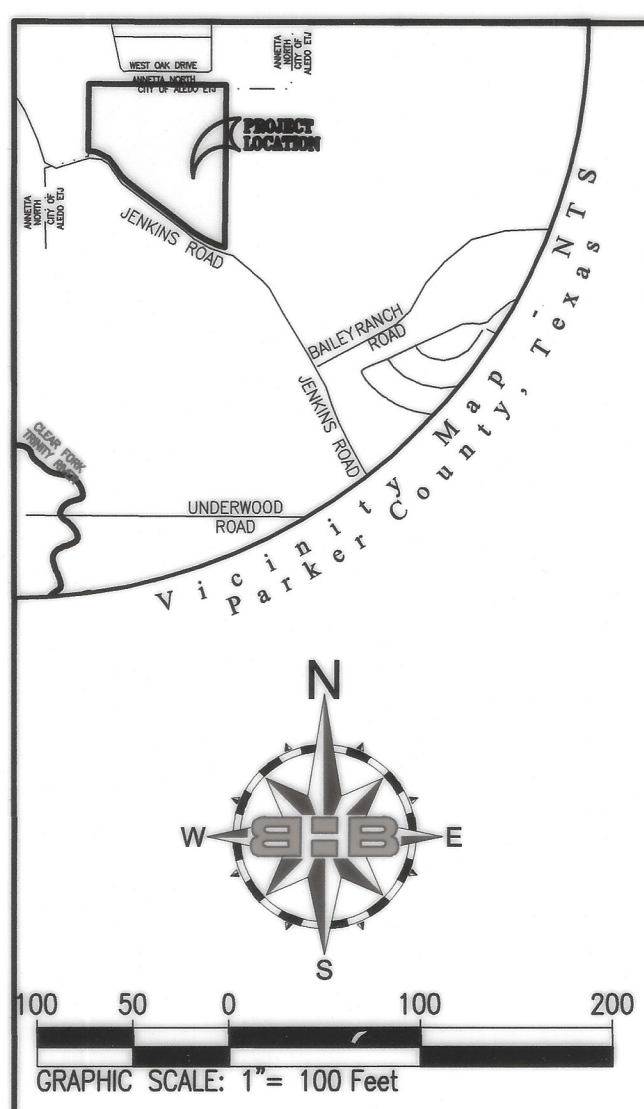 WEST OAK DRIVE
ANNETTA NORTH
CITY OF ALEDO ETJ
ANNETTA
NORTH
CITY OF
ALEDO ETJ
PROJECT
LOCATION
ANNETTA
NORTH
CITY OF
ALEDO ETJ
JENKINS ROAD
BAILEY RANCH
ROAD
JENKINS ROAD
CLEAR FORK
TRINITY RIVER
UNDERWOOD
ROAD
Vicinity Map - NTS
Parker County, Texas
N
W
BHB
E
S
100 50 0 100 200
GRAPHIC SCALE: 1"= 100 Feet